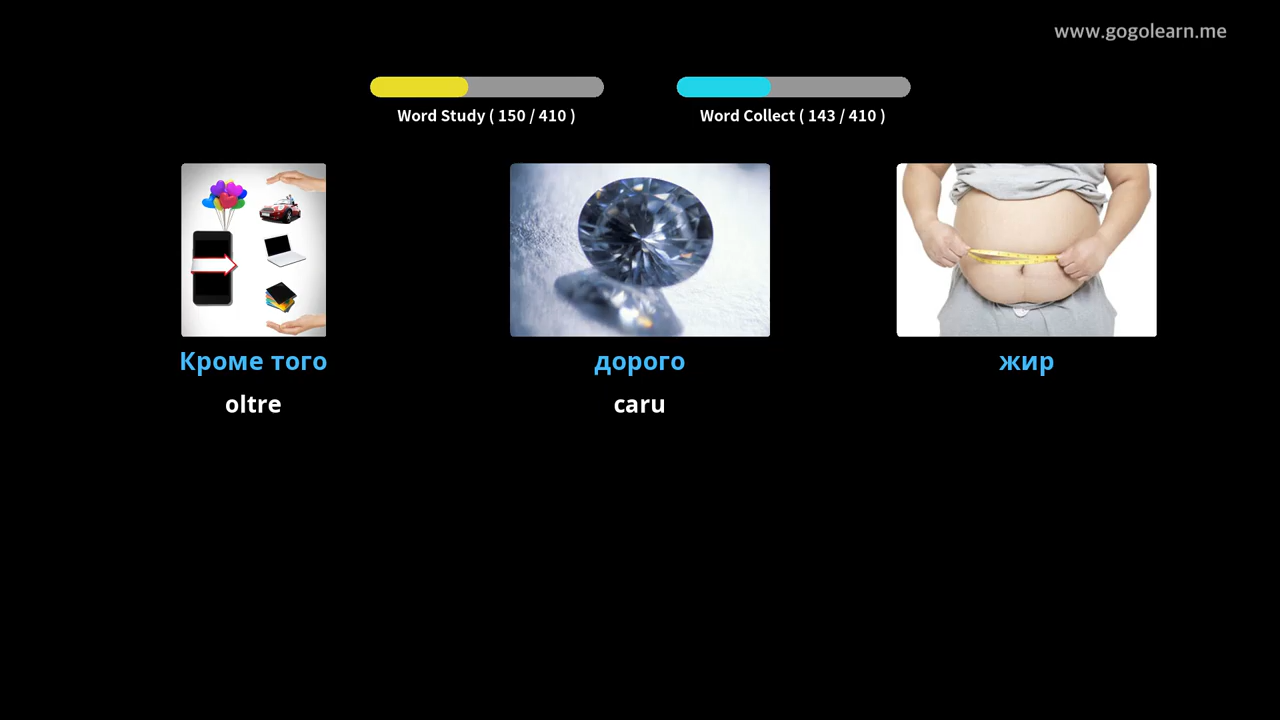 www.gogolearn.me
Word Study ( 150 / 410 )
Word Collect ( 143 / 410 )
Кроме того
дорого
жир
oltre
caru